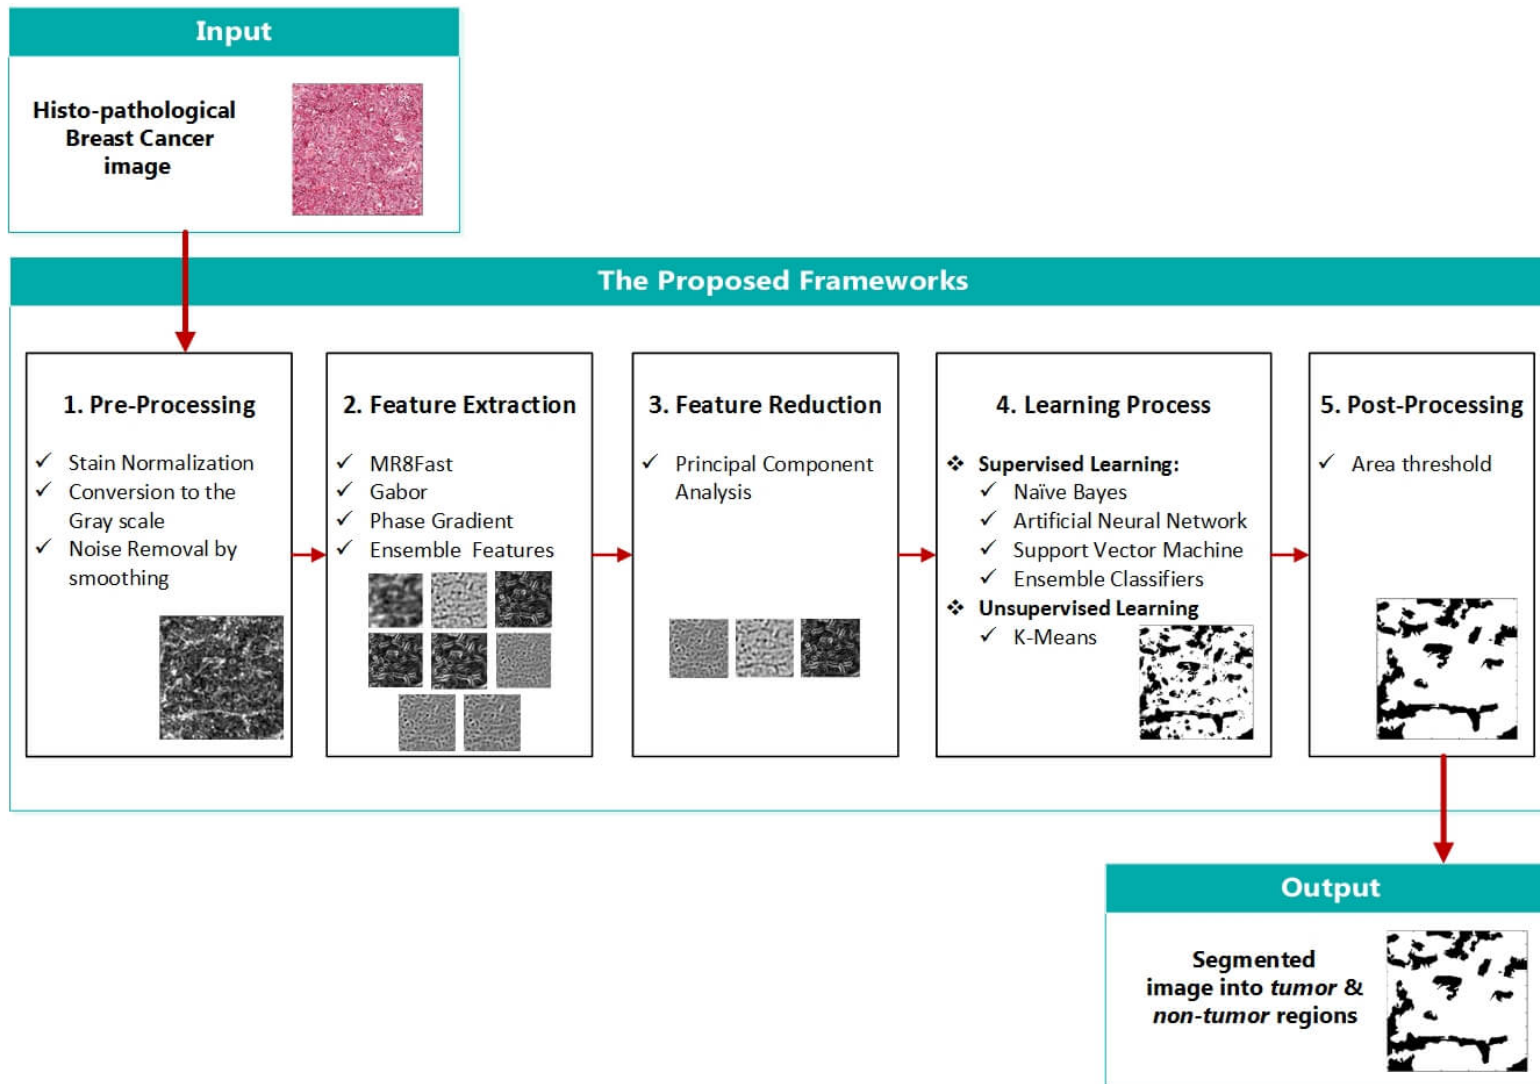 Input
Histo-pathological
Breast Cancer
image
The Proposed Frameworks
1. Pre-Processing
✓ Stain Normalization
✓ Conversion to the
Gray scale
✓ Noise Removal by
smoothing
2. Feature Extraction
✓ MR8Fast
✓ Gabor
✓ Phase Gradient
✓ Ensemble Features
3. Feature Reduction
✓ Principal Component
Analysis
4. Learning Process
❖ Supervised Learning:
✓ Naïve Bayes
✓ Artificial Neural Network
✓ Support Vector Machine
✓ Ensemble Classifiers
❖ Unsupervised Learning
✓ K-Means
5. Post-Processing
✓ Area threshold
Output
Segmented
image into tumor &
non-tumor regions